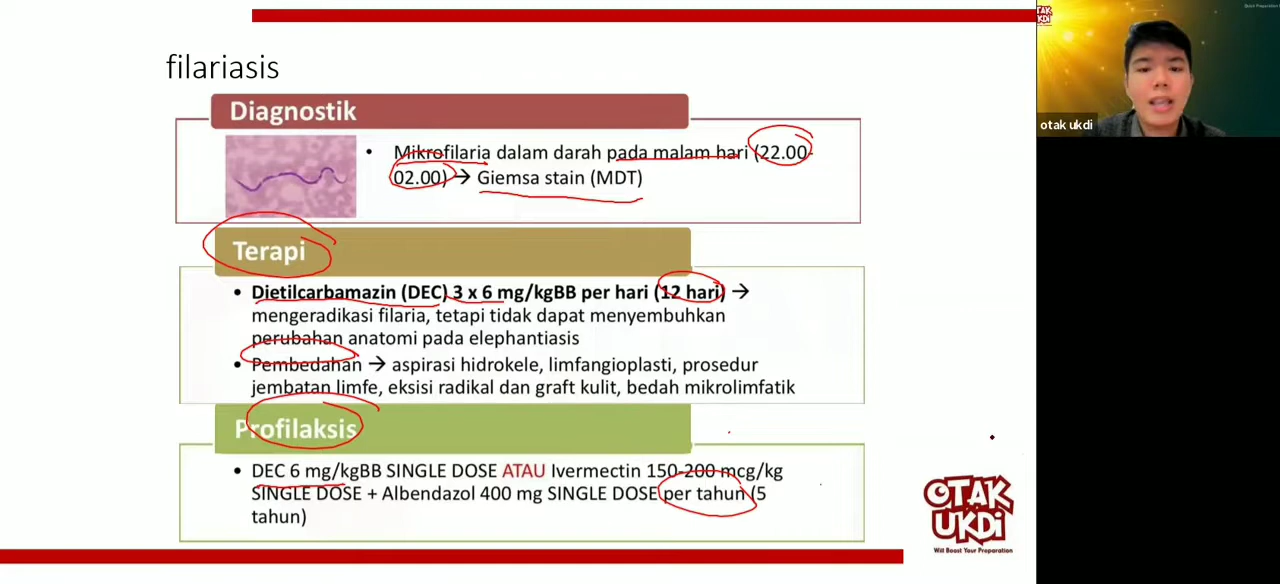 filariasis
Diagnostik
• Mikrofilaria dalam darah pada malam hari (22.00-
02.00) → Giemsa stain (MDT)
Terapi
• Dietilcarbamazin (DEC) 3 x 6 mg/kgBB per hari (12 hari) →
mengeradikasi filaria, tetapi tidak dapat menyembuhkan
perubahan anatomi pada elephantiasis
• Pembedahan → aspirasi hidrokele, limfangioplasti, prosedur
jembatan limfe, eksisi radikal dan graft kulit, bedah mikrolimfatik
Profilaksis
• DEC 6 mg/kgBB SINGLE DOSE ATAU Ivermectin 150-200 mcg/kg
SINGLE DOSE + Albendazol 400 mg SINGLE DOSE per tahun (5
tahun)
OTAK
UKDI
Will Boost Your Preparation
otak ukdi